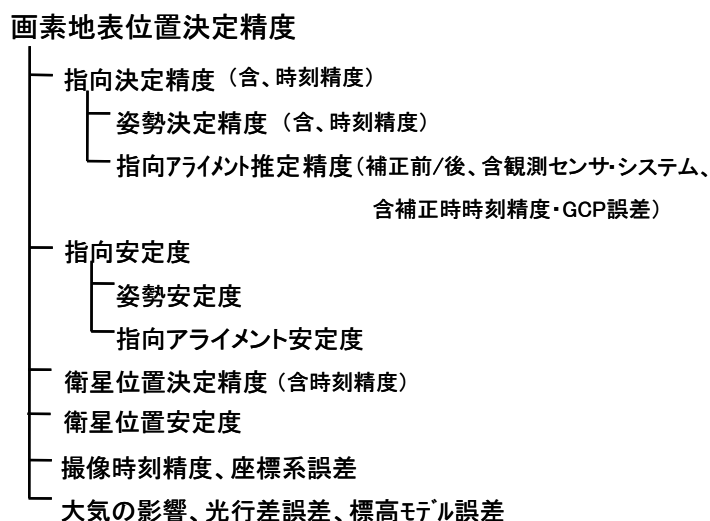 画素地表位置決定精度
指向決定精度（含、時刻精度）
姿勢決定精度（含、時刻精度）
指向ｱﾗｲﾒﾝﾄ推定精度（補正前/後、含観測センサ・システム、
含補正時時刻精度・GCP誤差）
指向安定度
姿勢安定度
指向アライメント安定度
衛星位置決定精度（含時刻精度）
衛星位置安定度
撮像時刻精度、座標系誤差
大気の影響、光行差誤差、標高ﾓﾃﾞﾙ誤差